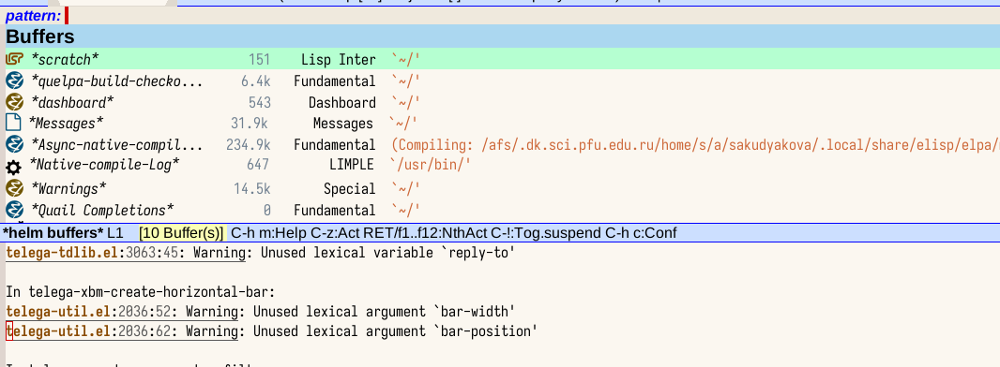 pattern:
Buffers
*scratch* 151 Lisp Inter `~/'
*quelpa-build-checko... 6.4k Fundamental `~/'
*dashboard* 543 Dashboard `~/'
*Messages* 31.9k Messages `~/'
*Async-native-compil... 234.9k Fundamental (Compiling: /afs/.dk.sci.pfu.edu.ru/home/s/a/sakudyakova/.local/share/elisp/elpa/
*Native-compile-Log* 647 LIMPLE `/usr/bin/'
*Warnings* 14.5k Special `~/'
*Quail Completions* 0 Fundamental `~/'
*helm buffers* L1 [10 Buffer(s)] C-h m:Help C-z:Act RET/f1..f12:NthAct C-!:Tog.suspend C-h c:Conf
telega-tdlib.el:3063:45: Warning: Unused lexical variable `reply-to'
In telega-xbm-create-horizontal-bar:
telega-util.el:2036:52: Warning: Unused lexical argument `bar-width'
telega-util.el:2036:62: Warning: Unused lexical argument `bar-position'